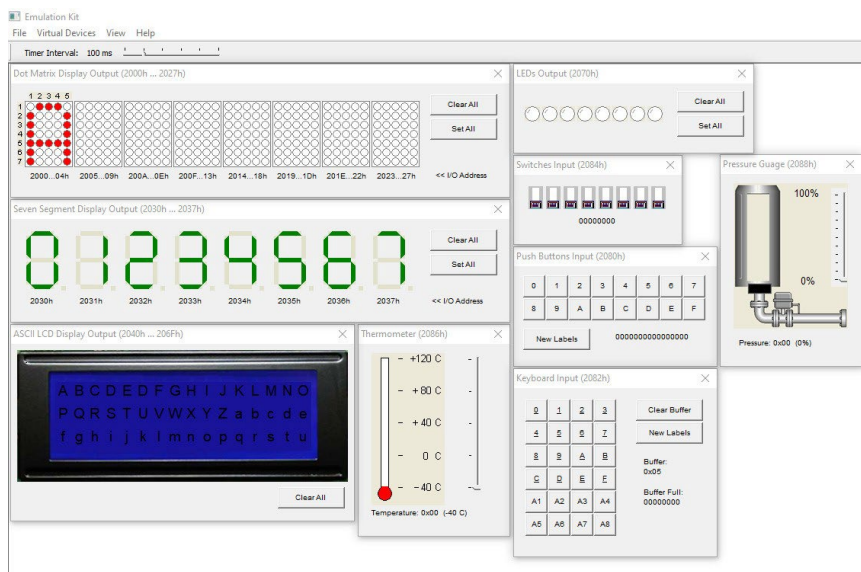 Emulation Kit
File Virtual Devices View Help
Timer Interval: 100 ms
Dot Matrix Display Output (2000h ... 2027h)
1 2 3 4 5
1
2
3
4
5
6
7
Clear All
Set All
2000...04h 2005...09h 200A...0Eh 200F...13h 2014...18h 2019...1Dh 201E...22h 2023...27h << I/O Address
Seven Segment Display Output (2030h ... 2037h)
0 1 2 3 4 5 6 7
Clear All
Set All
2030h 2031h 2032h 2033h 2034h 2035h 2036h 2037h << I/O Address
ASCII LCD Display Output (2040h ... 206Fh)
A B C D E D F G H I J K L M N O
P Q R S T U V W X Y Z a b c d e
f g h i j k l m n o p q r s t u
Clear All
Thermometer (2086h)
+120 C
+ 80 C
+ 40 C
0 C
- 40 C
Temperature: 0x00 (-40 C)
LEDs Output (2070h)
Clear All
Set All
Switches Input (2084h)
00000000
Push Buttons Input (2080h)
0 1 2 3 4 5 6 7
8 9 A B C D E F
New Labels 0000000000000000
Keyboard Input (2082h)
0 1 2 3
4 5 6 7
8 9 A B
C D E F
A1 A2 A3 A4
A5 A6 A7 A8
Clear Buffer
New Labels
Buffer:
0x05
Buffer Full:
00000000
Pressure Guage (2088h)
100%
0%
Pressure: 0x00 (0%)